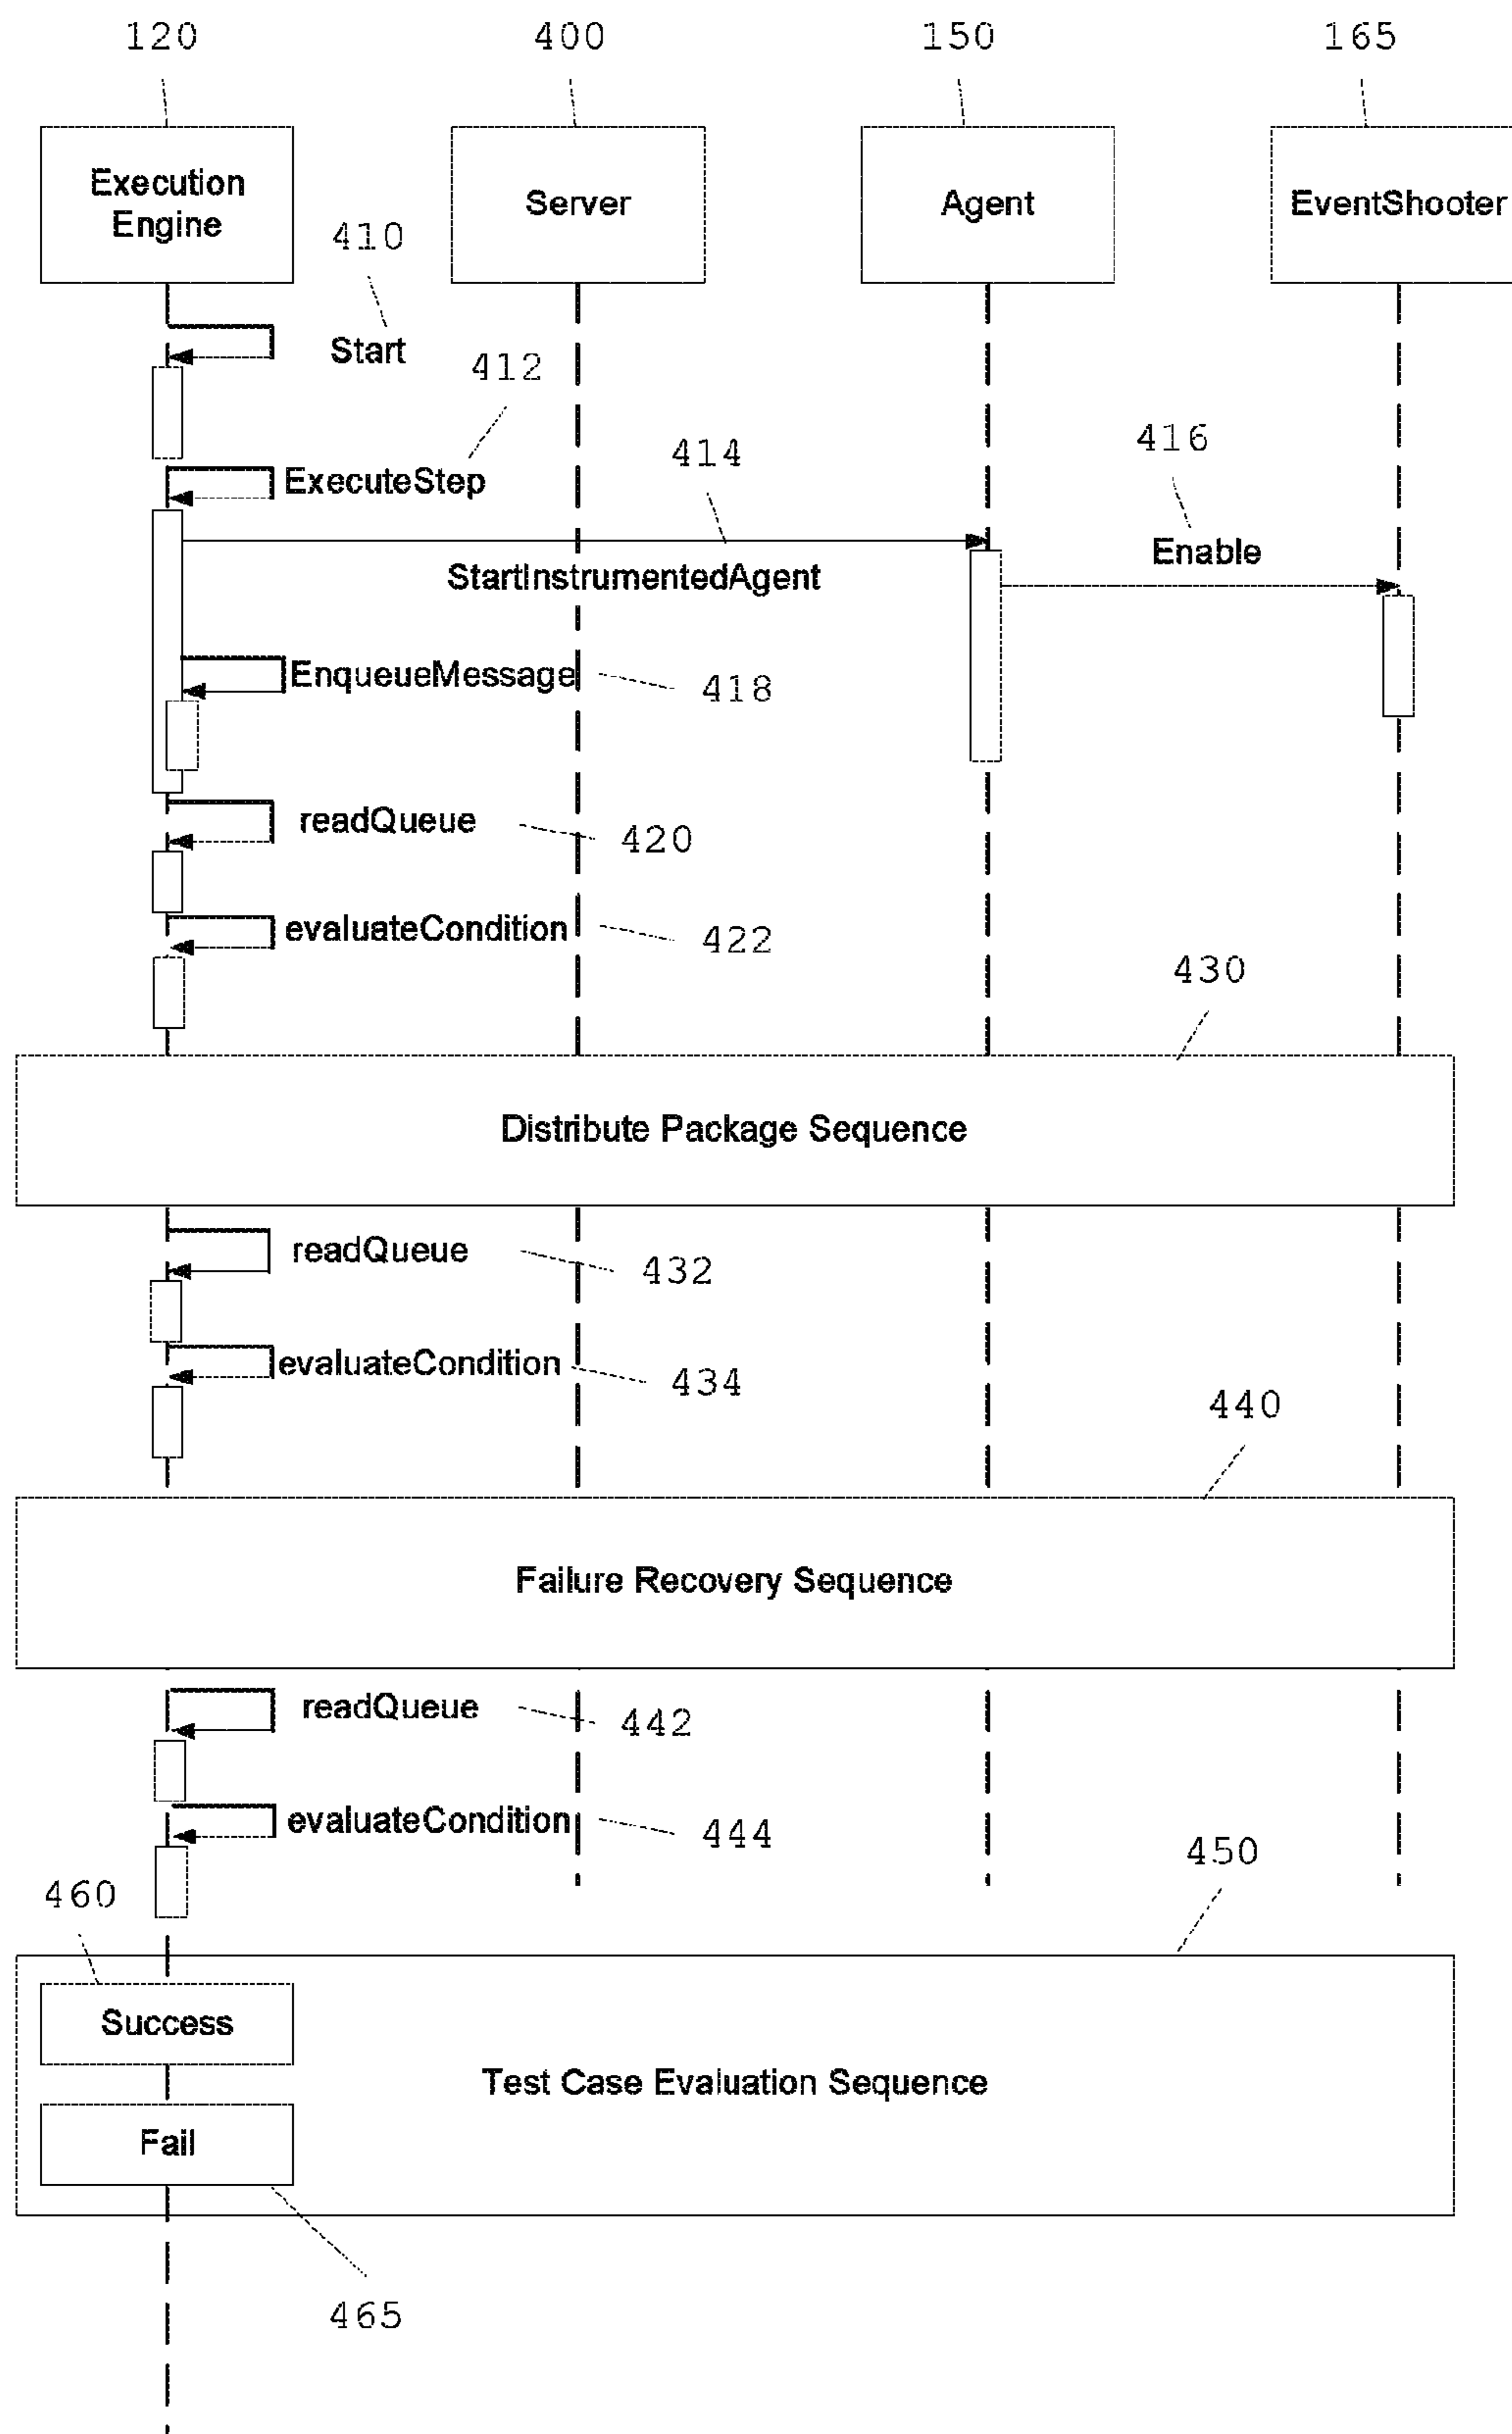 120
400
150
165
Execution
Engine
Server
Agent
EventShooter
410
Start
412
ExecuteStep
414
416
StartInstrumentedAgent
Enable
EnqueueMessage
418
readQueue
420
evaluateCondition
422
430
Distribute Package Sequence
readQueue
432
evaluateCondition
434
440
Failure Recovery Sequence
readQueue
442
evaluateCondition
444
450
460
Success
Test Case Evaluation Sequence
Fail
465